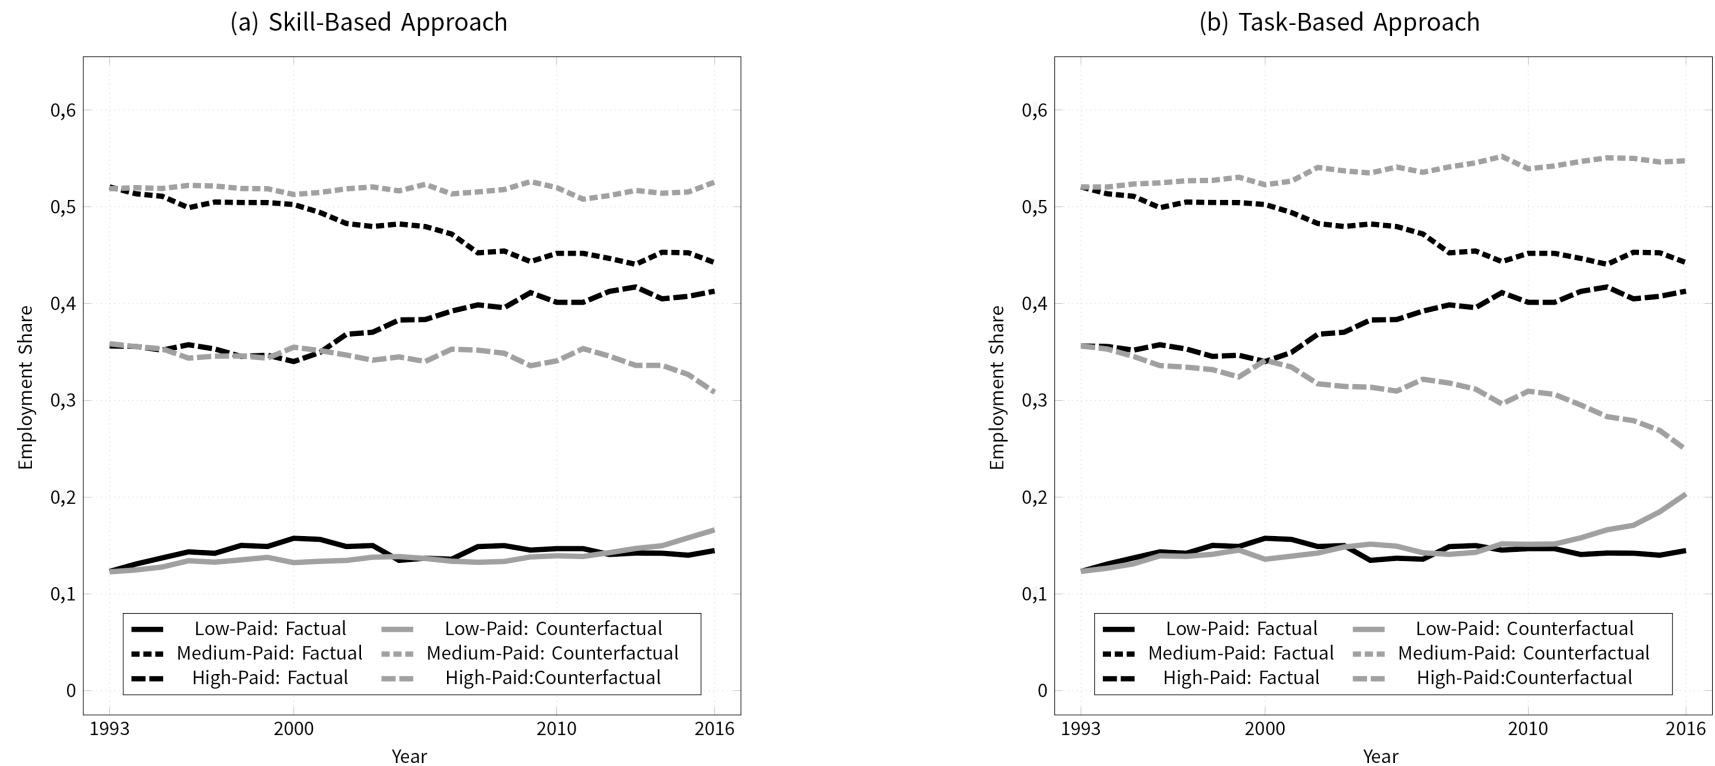 (a) Skill-Based Approach
Employment Share
0,6
0,5
0,4
0,3
0,2
0,1
0
Low-Paid: Factual
Low-Paid: Counterfactual
Medium-Paid: Factual
Medium-Paid: Counterfactual
High-Paid: Factual
High-Paid:Counterfactual
1993
2000
2010
2016
Year
(b) Task-Based Approach
Employment Share
0,6
0,5
0,4
0,3
0,2
0,1
0
Low-Paid: Factual
Low-Paid: Counterfactual
Medium-Paid: Factual
Medium-Paid: Counterfactual
High-Paid: Factual
High-Paid:Counterfactual
1993
2000
2010
2016
Year